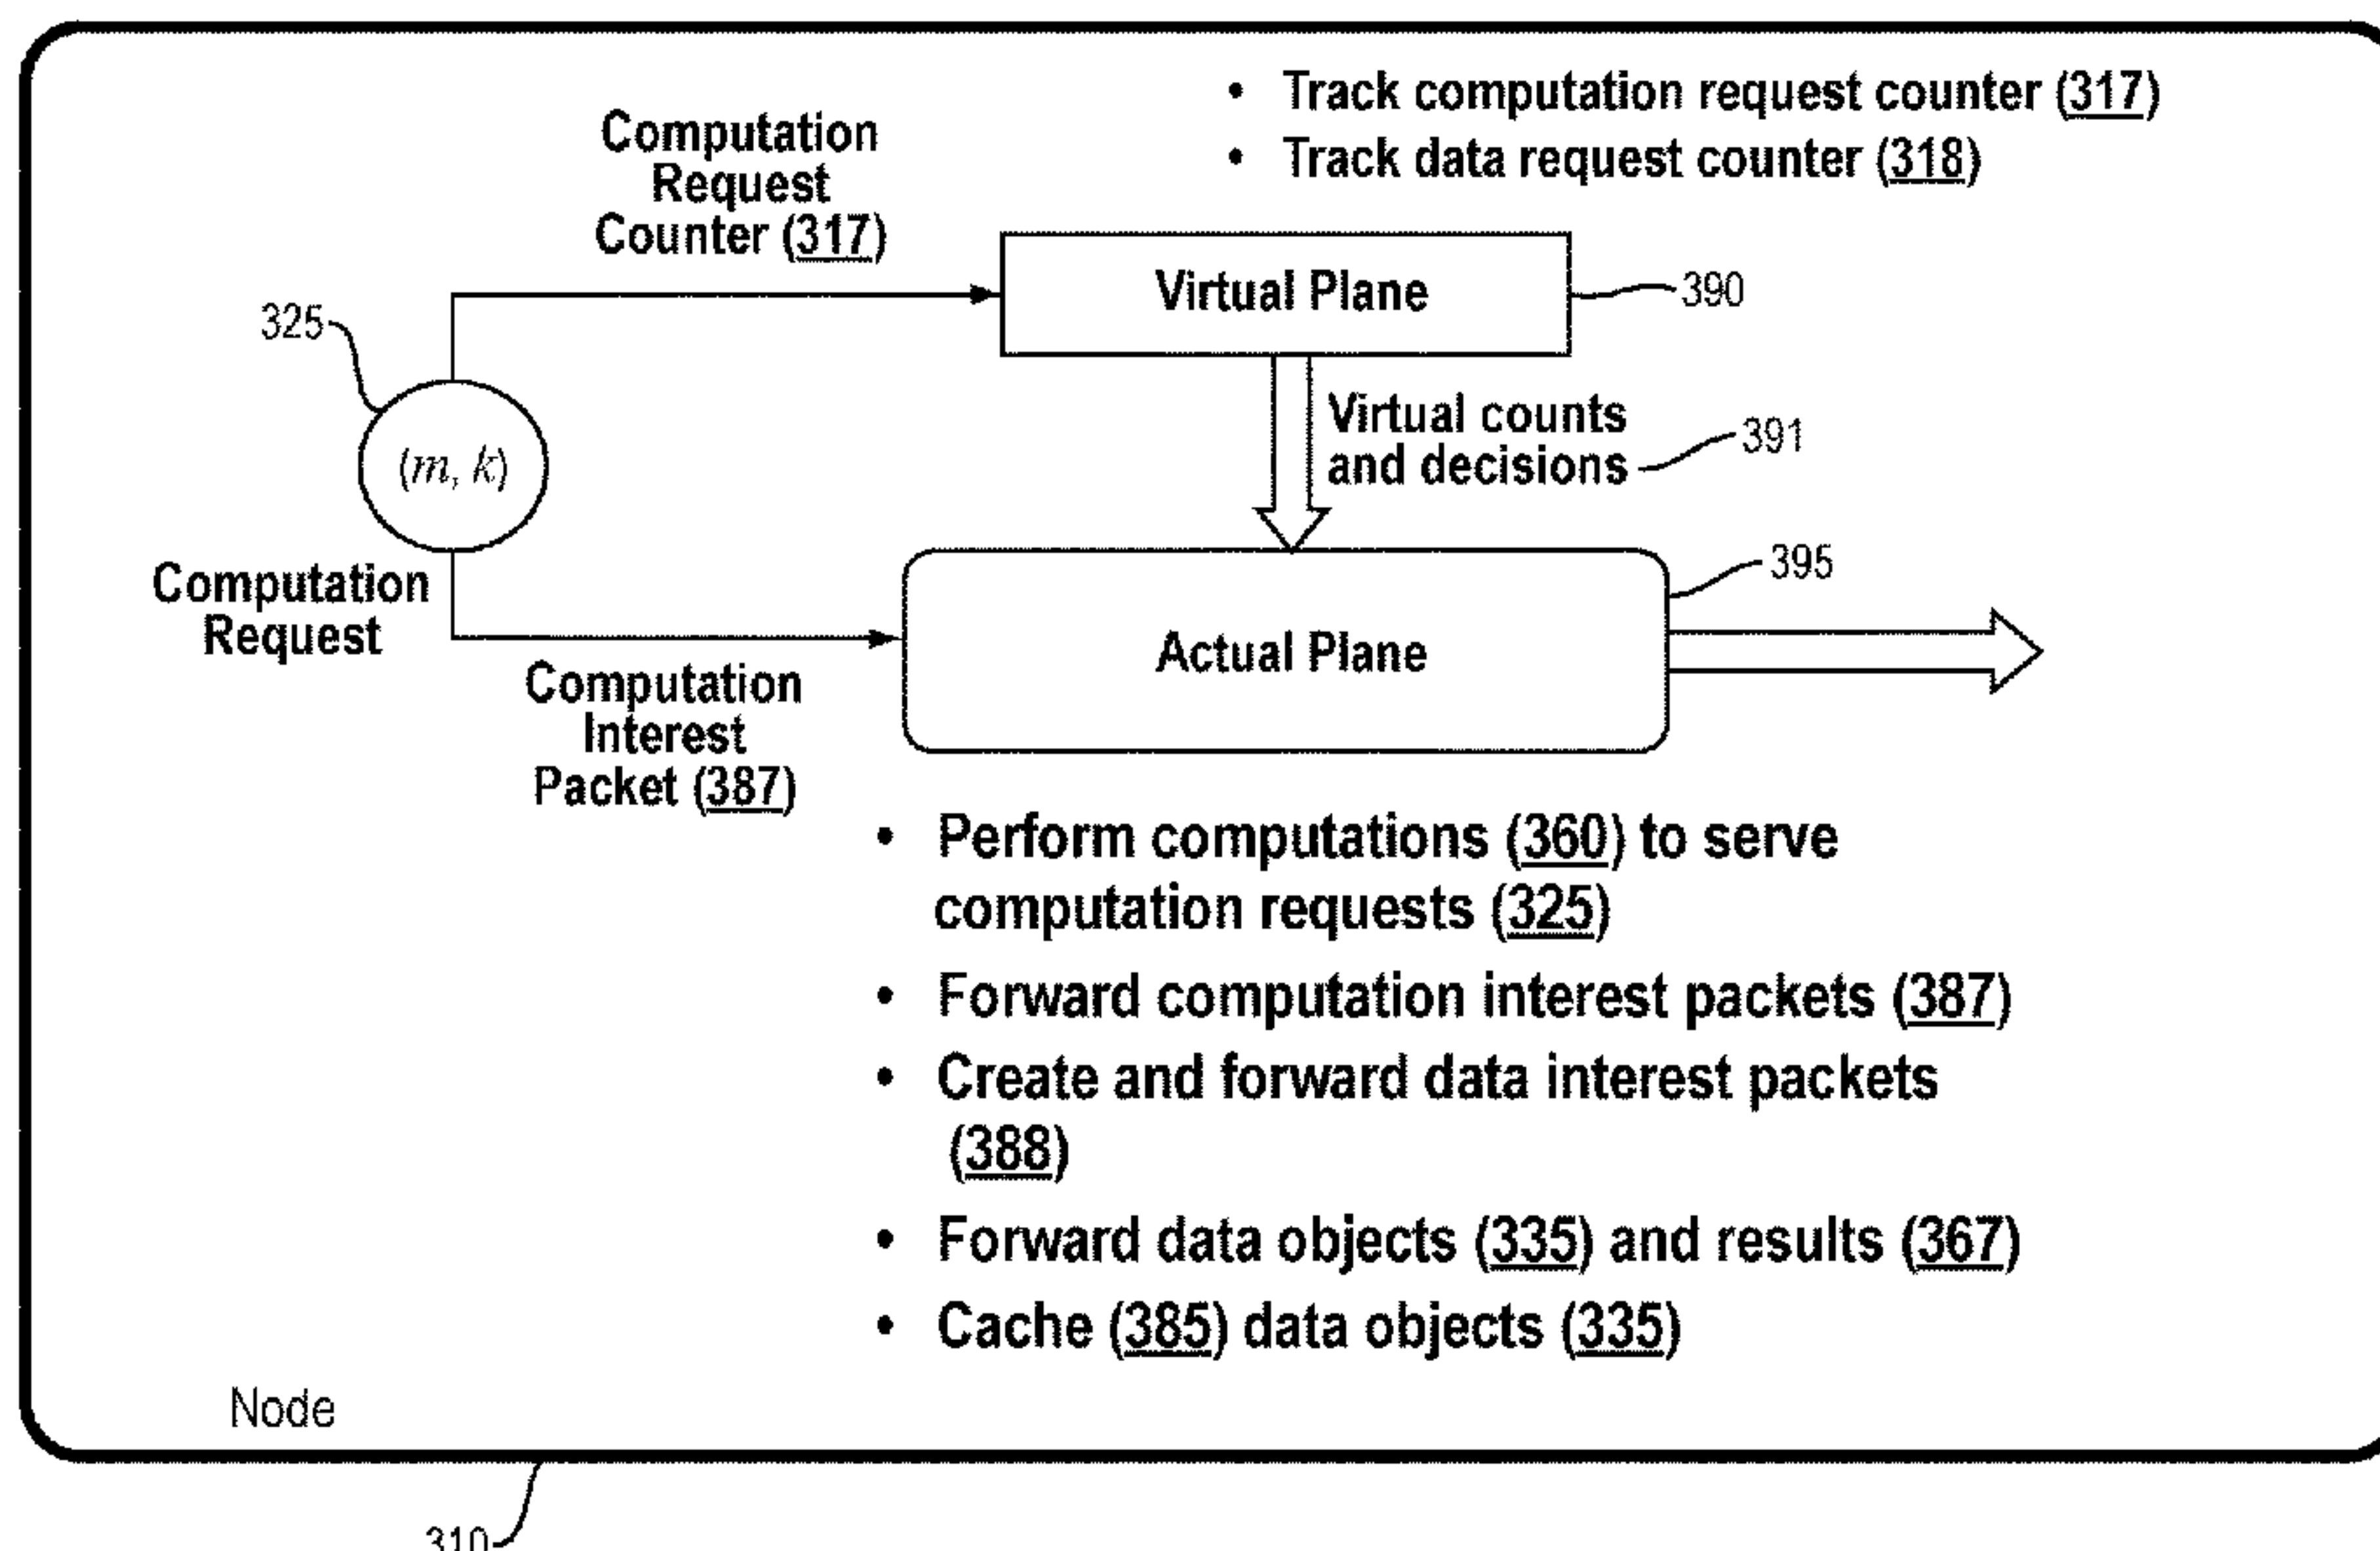 • Track computation request counter (317)
• Track data request counter (318)
Computation
Request
Counter (317)
Virtual Plane
390
325
Virtual counts
and decisions
391
(m, k)
395
Computation
Request
Actual Plane
Computation
Interest
Packet (387)
• Perform computations (360) to serve
computation requests (325)
• Forward computation interest packets (387)
• Create and forward data interest packets
(388)
• Forward data objects (335) and results (367)
• Cache (385) data objects (335)
Node
310